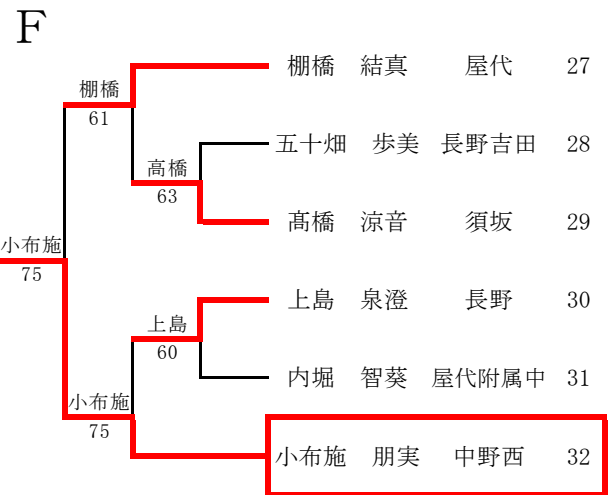 F
棚橋 結真 屋代 27
棚橋
61
五十畑 歩美 長野吉田 28
高橋
63
髙橋 涼音 須坂 29
小布施
75
上島 泉澄 長野 30
上島
60
内堀 智葵 屋代附属中 31
小布施
75
小布施 朋実 中野西 32